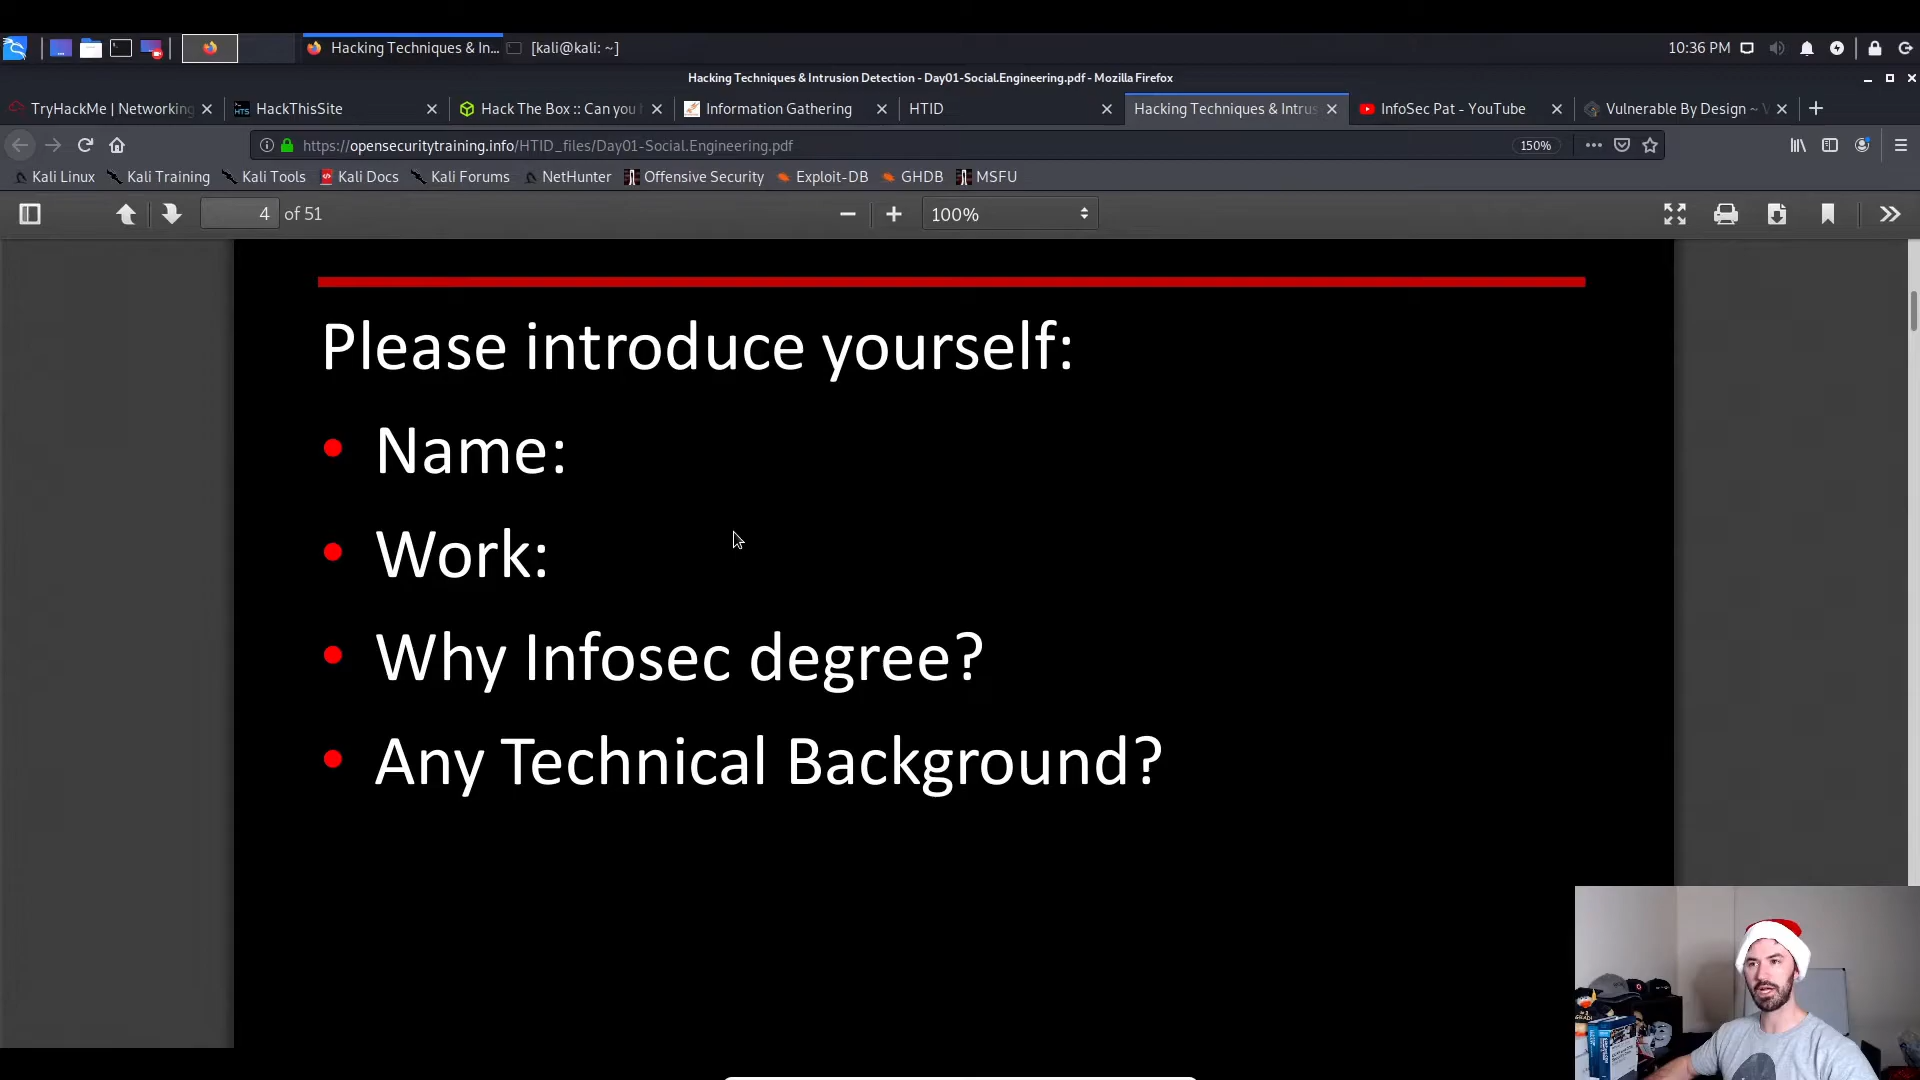 Hacking Techniques & In...
[kali@kali: ~]
10:36 PM
Hacking Techniques & Intrusion Detection - Day01-Social.Engineering.pdf - Mozilla Firefox
TryHackMe | Networking
HackThisSite
Hack The Box :: Can you
Information Gathering
HTID
Hacking Techniques & Intrus
InfoSec Pat - YouTube
Vulnerable By Design ~
https://opensecuritytraining.info/HTID_files/Day01-Social.Engineering.pdf
150%
Kali Linux
Kali Training
Kali Tools
Kali Docs
Kali Forums
NetHunter
Offensive Security
Exploit-DB
GHDB
MSFU
4 of 51
100%
Please introduce yourself:
• Name:
• Work:
• Why Infosec degree?
• Any Technical Background?